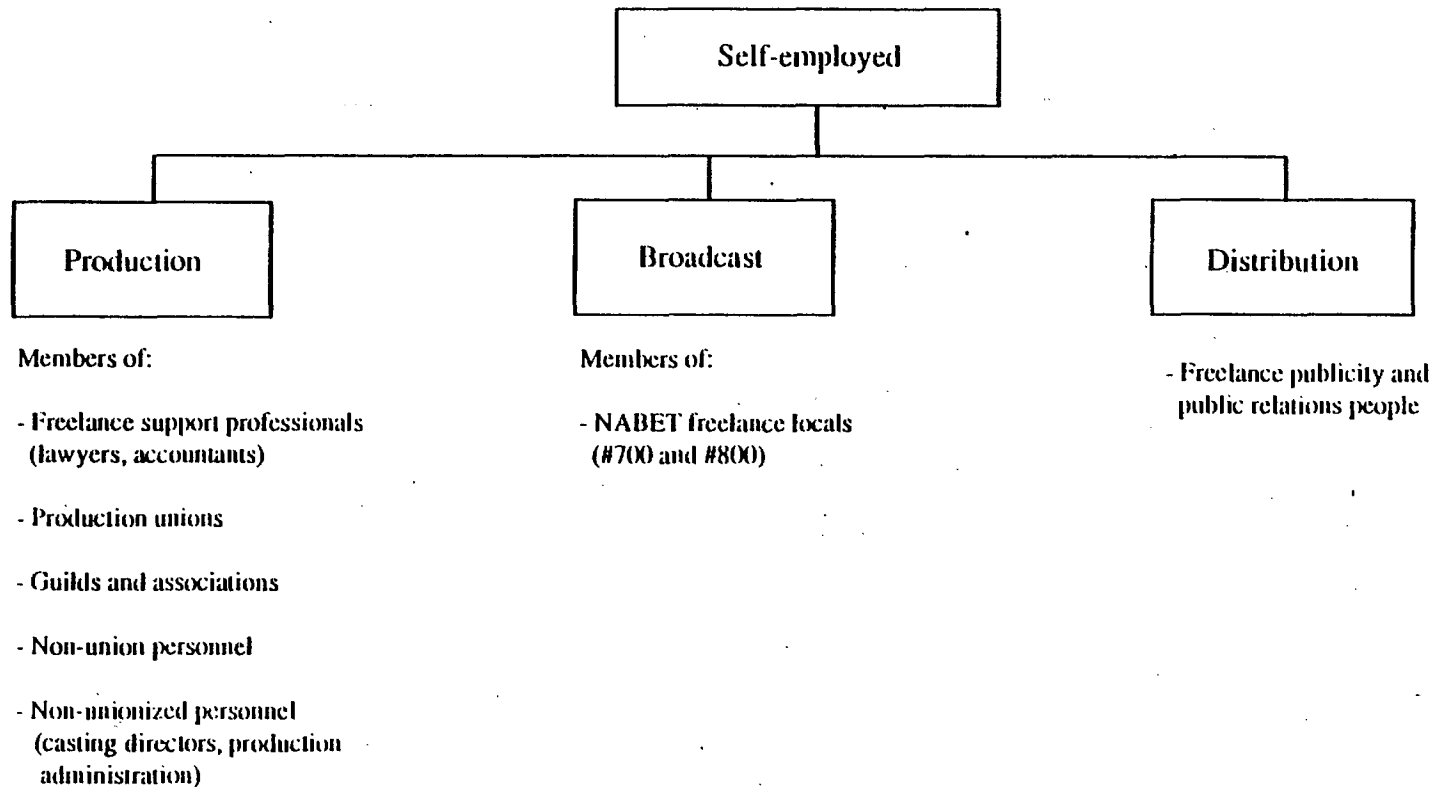 Self-employed
Production
Broadcast
Distribution
Members of:
- Freelance support professionals
(lawyers, accountants)
- Production unions
- Guilds and associations
- Non-union personnel
- Non-unionized personnel
(casting directors, production
administration)
Members of:
- NABET freelance locals
(#700 and #800)
- Freelance publicity and
public relations people